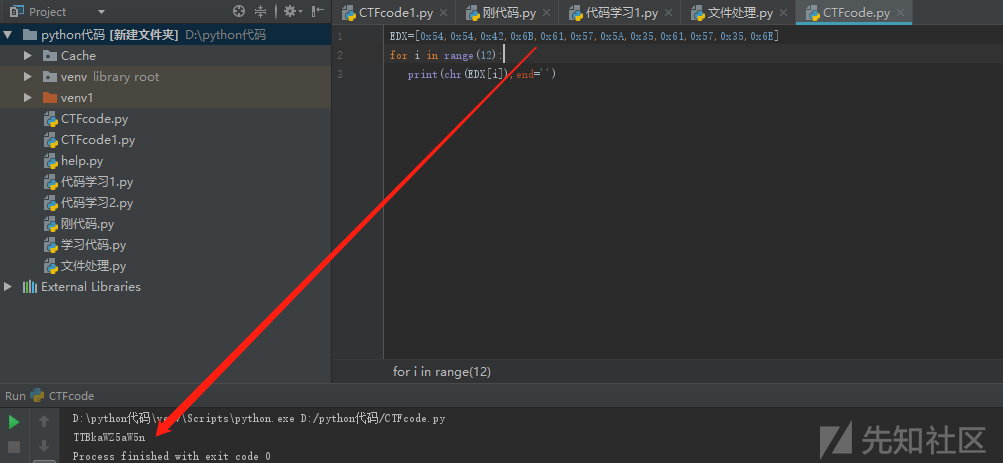 Project
CTFcode1.py
刚代码.py
代码学习1.py
文件处理.py
CTFcode.py
python代码 [新建文件夹] D:\python代码
Cache
venv library root
venv1
CTFcode.py
CTFcode1.py
help.py
代码学习1.py
代码学习2.py
刚代码.py
学习代码.py
文件处理.py
External Libraries
1 EDX=[0x54,0x54,0x42,0x6B,0x61,0x57,0x5A,0x35,0x61,0x57,0x35,0x6E]
2 for i in range(12):
3 print(chr(EDX[i]),end='')
for i in range(12)
Run CTFcode
D:\python代码\venv\Scripts\python.exe D:/python代码/CTFcode.py
TTBkaWZ5aW5n
Process finished with exit code 0
先知社区